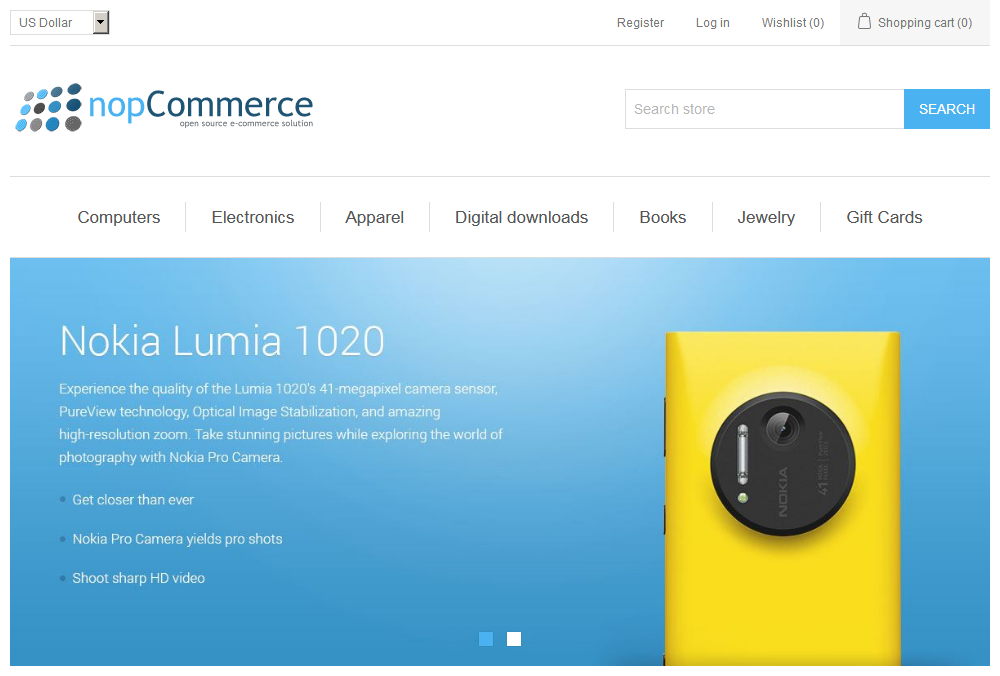 US Dollar
Register
Log in
Wishlist (0)
Shopping cart (0)
nopCommerce
open source e-commerce solution
Search store
SEARCH
Computers
Electronics
Apparel
Digital downloads
Books
Jewelry
Gift Cards
Nokia Lumia 1020
Experience the quality of the Lumia 1020's 41-megapixel camera sensor,
PureView technology, Optical Image Stabilization, and amazing
high-resolution zoom. Take stunning pictures while exploring the world of
photography with Nokia Pro Camera.
Get closer than ever
Nokia Pro Camera yields pro shots
Shoot sharp HD video
NOKIA
41